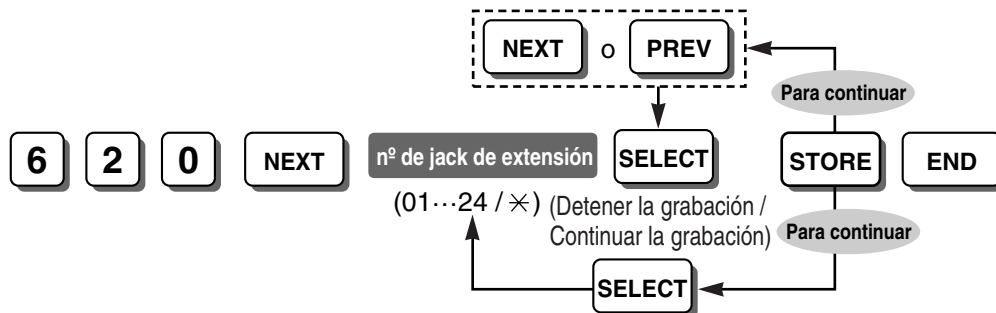 NEXT o PREV
Para continuar
6 2 0 NEXT nº de jack de extensión SELECT STORE END
(01···24 / ✳) (Detener la grabación /
Continuar la grabación)
Para continuar
SELECT